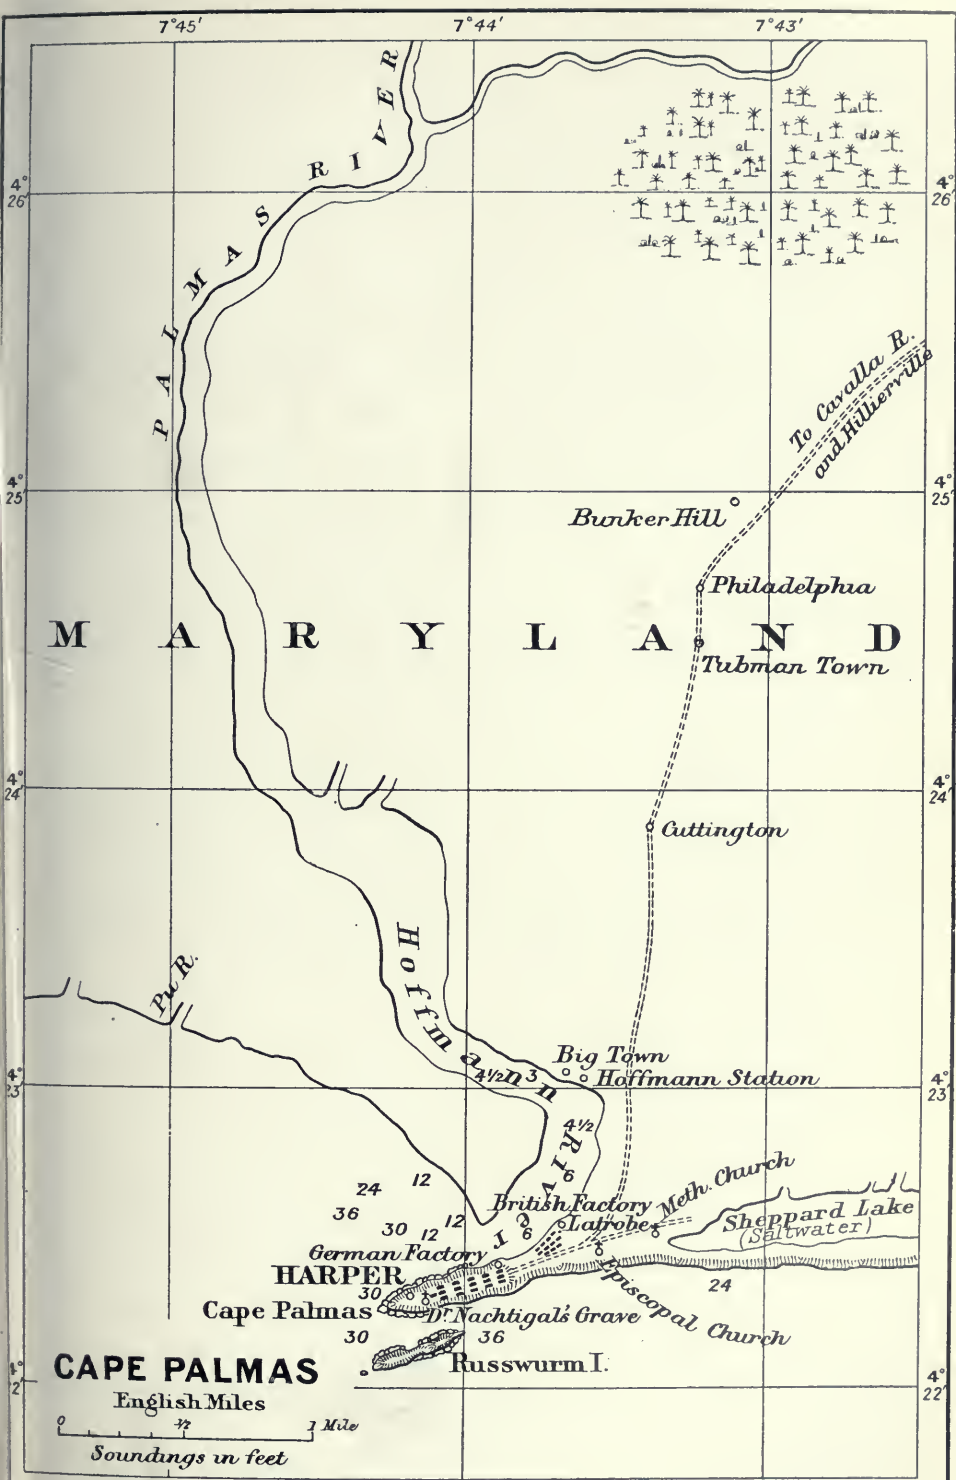 7°45' 7°44' 7°43'
PALMAS RIVER
4° 26' 4° 26'
To Cavalla R.
and Hillierville
4° 25' 4° 25'
Bunker Hill
Philadelphia
MARYLAND
Tubman Town
4° 24' 4° 24'
Cuttington
Hoffmann River
Pu R.
Big Town
4½ 3
Hoffmann Station
4° 23' 4° 23'
4½
6
Meth. Church
12
24
British Factory
36
12
Latrobe
Sheppard Lake
(Saltwater)
30
12
6
German Factory
HARPER
Episcopal Church
24
30
Cape Palmas
Dr Nachtigal's Grave
30
36
Russwurm I.
CAPE PALMAS
4° 22' 4° 22'
English Miles
0 ½ 1 Mile
Soundings in feet